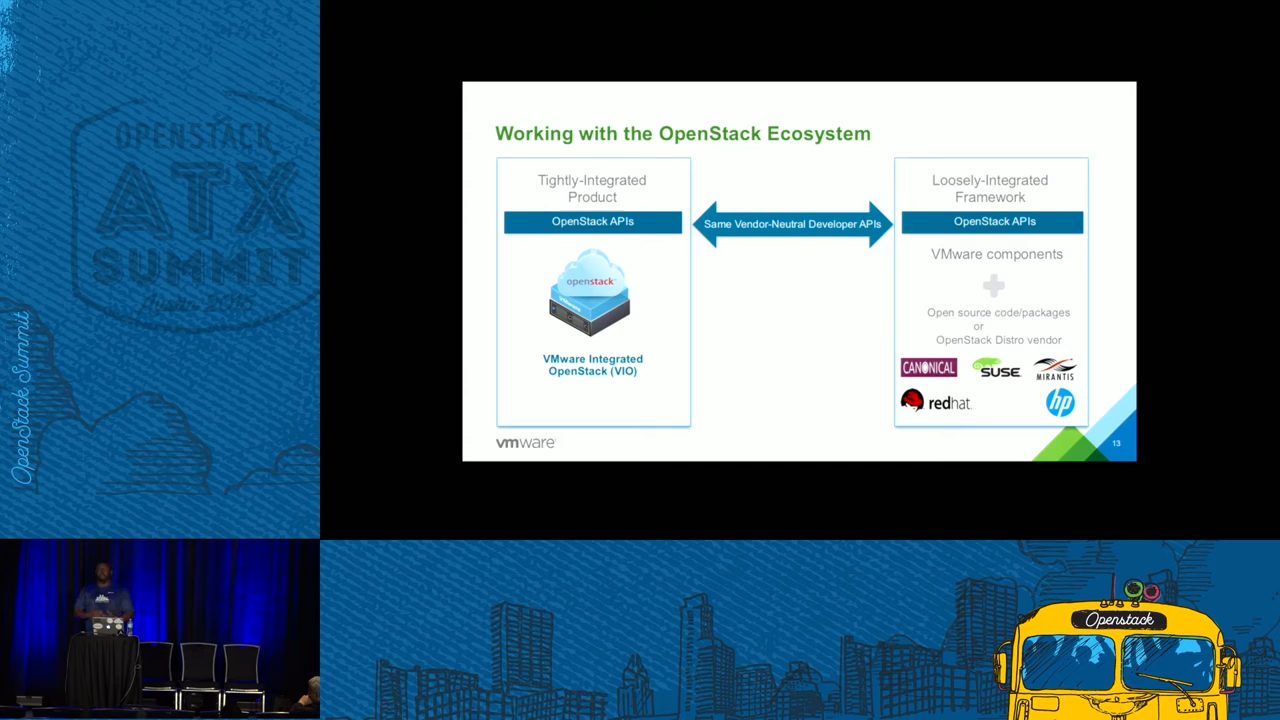 OPENSTACK
ATX
SUMMIT
Austin 2016
OpenStack Summit
Working with the OpenStack Ecosystem
Tightly-Integrated
Product
OpenStack APIs
openstack
VMware Integrated
OpenStack (VIO)
Same Vendor-Neutral Developer APIs
Loosely-Integrated
Framework
OpenStack APIs
VMware components
Open source code/packages
or
OpenStack Distro vendor
CANONICAL
SUSE
MIRANTIS
redhat.
hp
vmware
13
Openstack